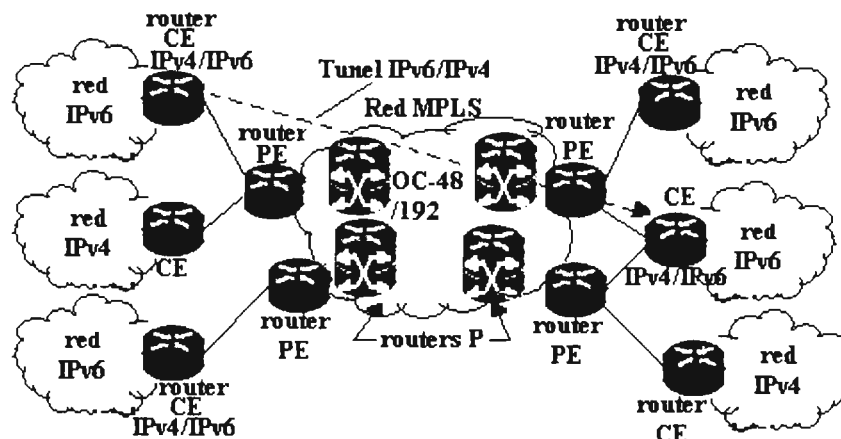 router
CE
IPv4/IPv6
red
IPv6
Tunel IPv6/IPv4
Red MPLS
router
CE
IPv4/IPv6
red
IPv6
router
PE
router
PE
OC-48
/192
red
IPv4
CE
CE
red
IPv6
IPv4/IPv6
router
PE
routers P
router
PE
red
IPv6
router
CE
IPv4/IPv6
red
IPv4
router
CE